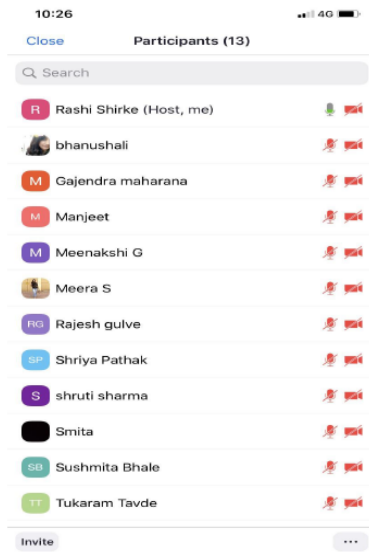 10:26 4G
Close Participants (13)
Search
R Rashi Shirke (Host, me)
bhanushali
M Gajendra maharana
M Manjeet
M Meenakshi G
Meera S
RG Rajesh gulve
SP Shriya Pathak
S shruti sharma
Smita
SB Sushmita Bhale
TT Tukaram Tavde
Invite ...